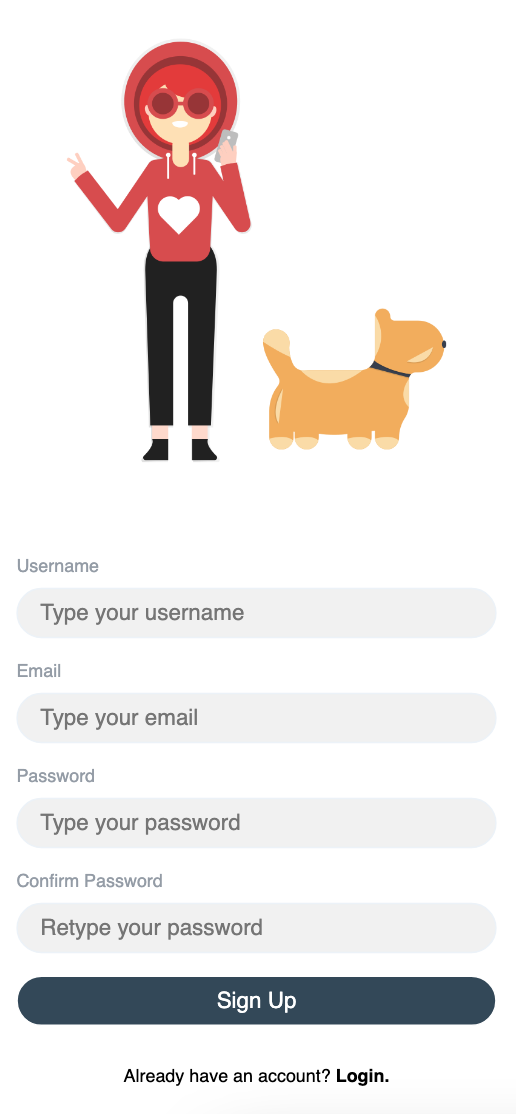 Username
Type your username
Email
Type your email
Password
Type your password
Confirm Password
Retype your password
Sign Up
Already have an account? Login.